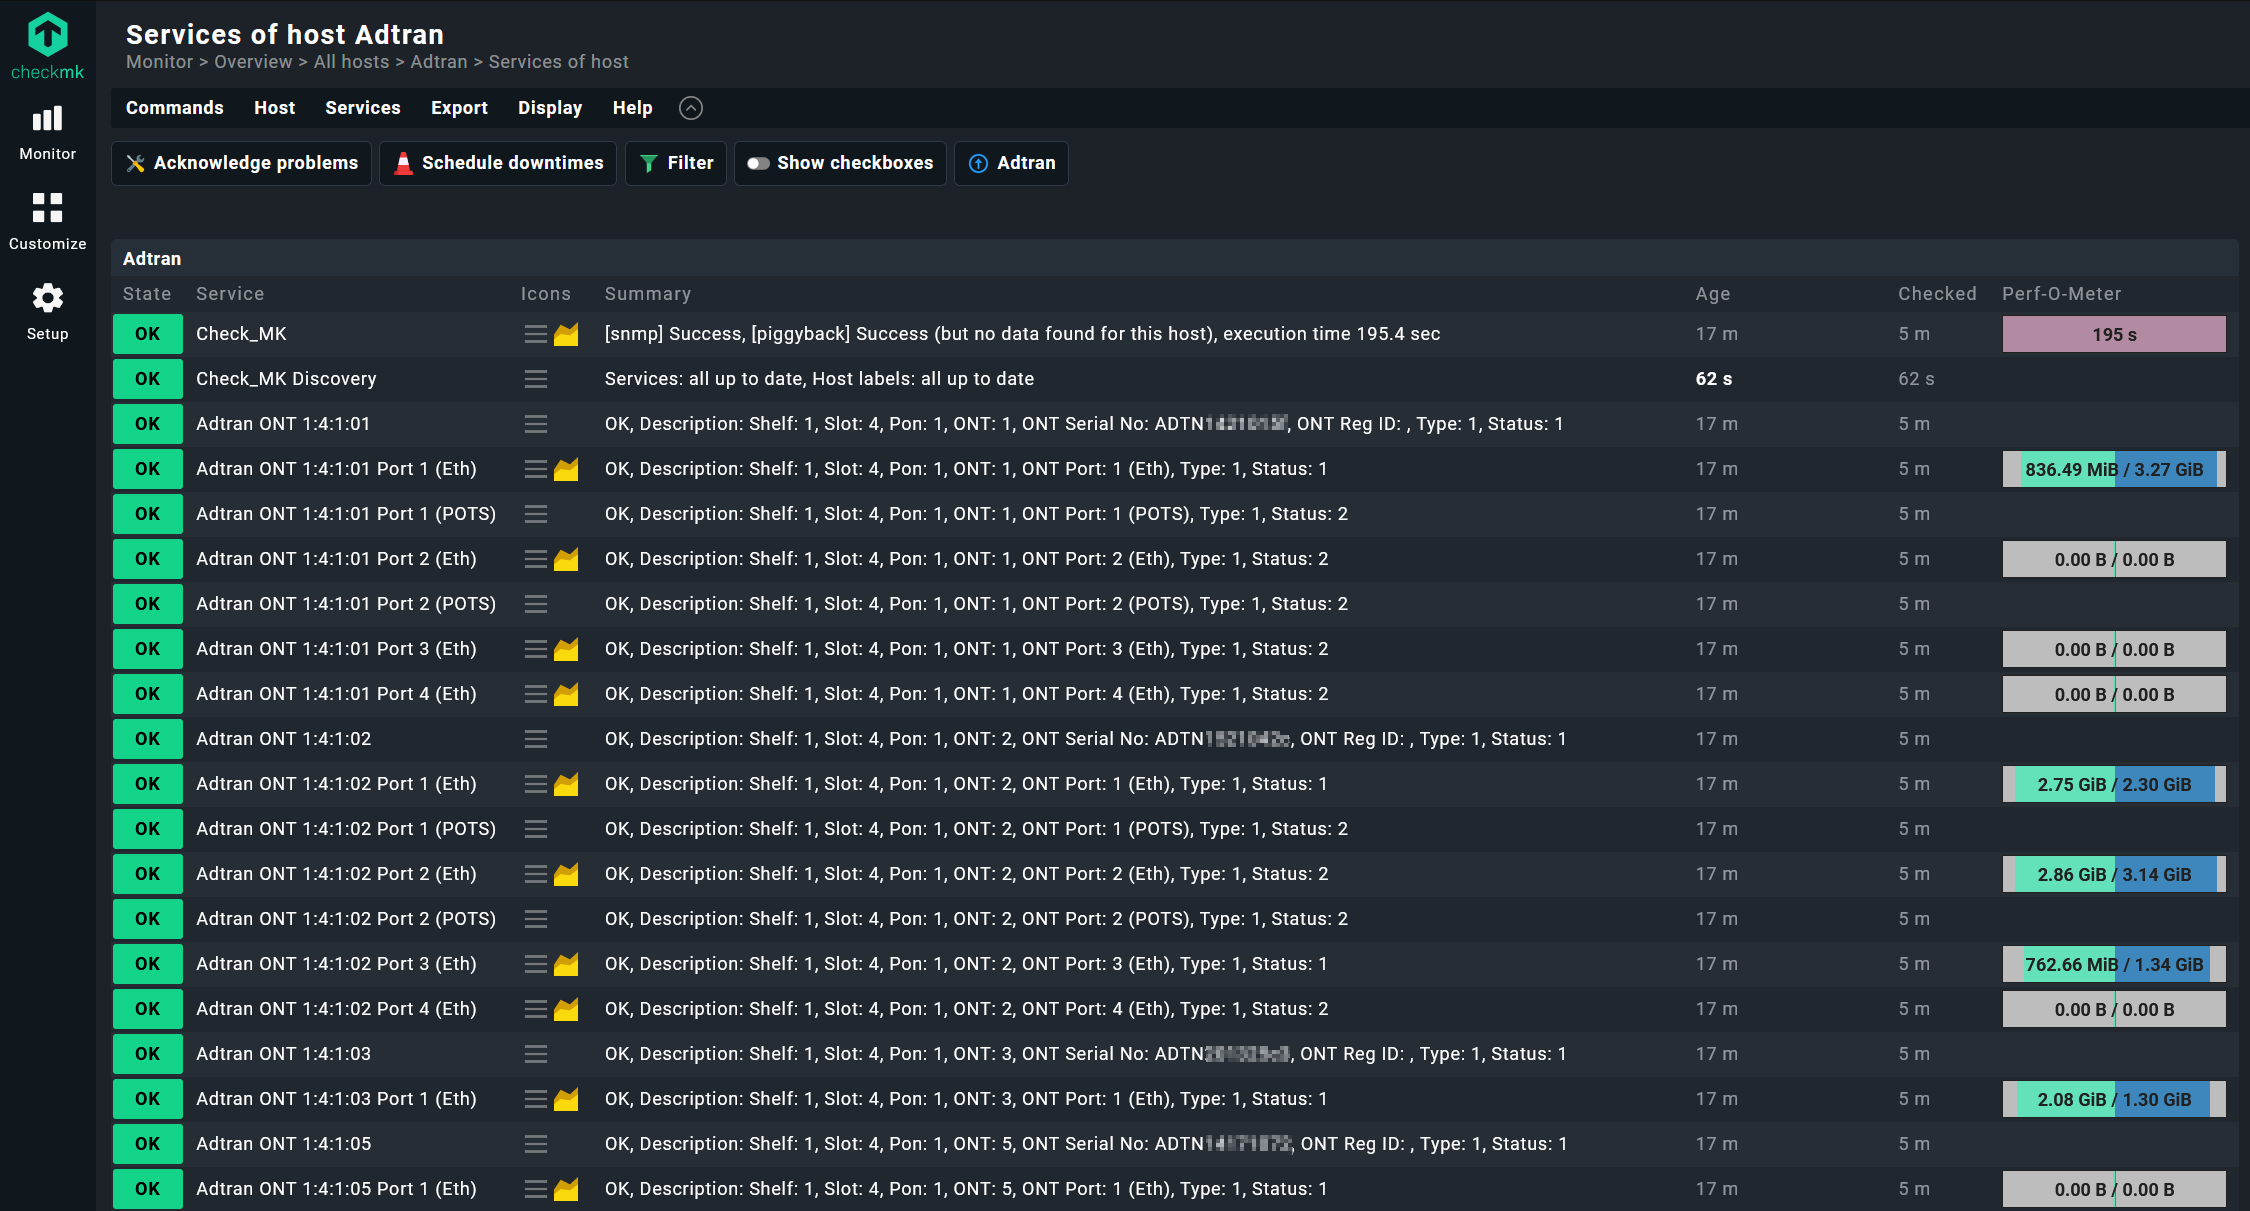 checkmk
Monitor
Customize
Setup
Services of host Adtran
Monitor > Overview > All hosts > Adtran > Services of host
Commands Host Services Export Display Help
Acknowledge problems Schedule downtimes Filter Show checkboxes Adtran
Adtran
State Service Icons Summary Age Checked Perf-O-Meter
OK Check_MK [snmp] Success, [piggyback] Success (but no data found for this host), execution time 195.4 sec 17 m 5 m 195 s
OK Check_MK Discovery Services: all up to date, Host labels: all up to date 62 s 62 s
OK Adtran ONT 1:4:1:01 OK, Description: Shelf: 1, Slot: 4, Pon: 1, ONT: 1, ONT Serial No: ADTN , ONT Reg ID: , Type: 1, Status: 1 17 m 5 m
OK Adtran ONT 1:4:1:01 Port 1 (Eth) OK, Description: Shelf: 1, Slot: 4, Pon: 1, ONT: 1, ONT Port: 1 (Eth), Type: 1, Status: 1 17 m 5 m 836.49 MiB / 3.27 GiB
OK Adtran ONT 1:4:1:01 Port 1 (POTS) OK, Description: Shelf: 1, Slot: 4, Pon: 1, ONT: 1, ONT Port: 1 (POTS), Type: 1, Status: 2 17 m 5 m
OK Adtran ONT 1:4:1:01 Port 2 (Eth) OK, Description: Shelf: 1, Slot: 4, Pon: 1, ONT: 1, ONT Port: 2 (Eth), Type: 1, Status: 2 17 m 5 m 0.00 B / 0.00 B
OK Adtran ONT 1:4:1:01 Port 2 (POTS) OK, Description: Shelf: 1, Slot: 4, Pon: 1, ONT: 1, ONT Port: 2 (POTS), Type: 1, Status: 2 17 m 5 m
OK Adtran ONT 1:4:1:01 Port 3 (Eth) OK, Description: Shelf: 1, Slot: 4, Pon: 1, ONT: 1, ONT Port: 3 (Eth), Type: 1, Status: 2 17 m 5 m 0.00 B / 0.00 B
OK Adtran ONT 1:4:1:01 Port 4 (Eth) OK, Description: Shelf: 1, Slot: 4, Pon: 1, ONT: 1, ONT Port: 4 (Eth), Type: 1, Status: 2 17 m 5 m 0.00 B / 0.00 B
OK Adtran ONT 1:4:1:02 OK, Description: Shelf: 1, Slot: 4, Pon: 1, ONT: 2, ONT Serial No: ADTN , ONT Reg ID: , Type: 1, Status: 1 17 m 5 m
OK Adtran ONT 1:4:1:02 Port 1 (Eth) OK, Description: Shelf: 1, Slot: 4, Pon: 1, ONT: 2, ONT Port: 1 (Eth), Type: 1, Status: 1 17 m 5 m 2.75 GiB / 2.30 GiB
OK Adtran ONT 1:4:1:02 Port 1 (POTS) OK, Description: Shelf: 1, Slot: 4, Pon: 1, ONT: 2, ONT Port: 1 (POTS), Type: 1, Status: 2 17 m 5 m
OK Adtran ONT 1:4:1:02 Port 2 (Eth) OK, Description: Shelf: 1, Slot: 4, Pon: 1, ONT: 2, ONT Port: 2 (Eth), Type: 1, Status: 2 17 m 5 m 2.86 GiB / 3.14 GiB
OK Adtran ONT 1:4:1:02 Port 2 (POTS) OK, Description: Shelf: 1, Slot: 4, Pon: 1, ONT: 2, ONT Port: 2 (POTS), Type: 1, Status: 2 17 m 5 m
OK Adtran ONT 1:4:1:02 Port 3 (Eth) OK, Description: Shelf: 1, Slot: 4, Pon: 1, ONT: 2, ONT Port: 3 (Eth), Type: 1, Status: 1 17 m 5 m 762.66 MiB / 1.34 GiB
OK Adtran ONT 1:4:1:02 Port 4 (Eth) OK, Description: Shelf: 1, Slot: 4, Pon: 1, ONT: 2, ONT Port: 4 (Eth), Type: 1, Status: 2 17 m 5 m 0.00 B / 0.00 B
OK Adtran ONT 1:4:1:03 OK, Description: Shelf: 1, Slot: 4, Pon: 1, ONT: 3, ONT Serial No: ADTN , ONT Reg ID: , Type: 1, Status: 1 17 m 5 m
OK Adtran ONT 1:4:1:03 Port 1 (Eth) OK, Description: Shelf: 1, Slot: 4, Pon: 1, ONT: 3, ONT Port: 1 (Eth), Type: 1, Status: 1 17 m 5 m 2.08 GiB / 1.30 GiB
OK Adtran ONT 1:4:1:05 OK, Description: Shelf: 1, Slot: 4, Pon: 1, ONT: 5, ONT Serial No: ADTN , ONT Reg ID: , Type: 1, Status: 1 17 m 5 m
OK Adtran ONT 1:4:1:05 Port 1 (Eth) OK, Description: Shelf: 1, Slot: 4, Pon: 1, ONT: 5, ONT Port: 1 (Eth), Type: 1, Status: 1 17 m 5 m 0.00 B / 0.00 B